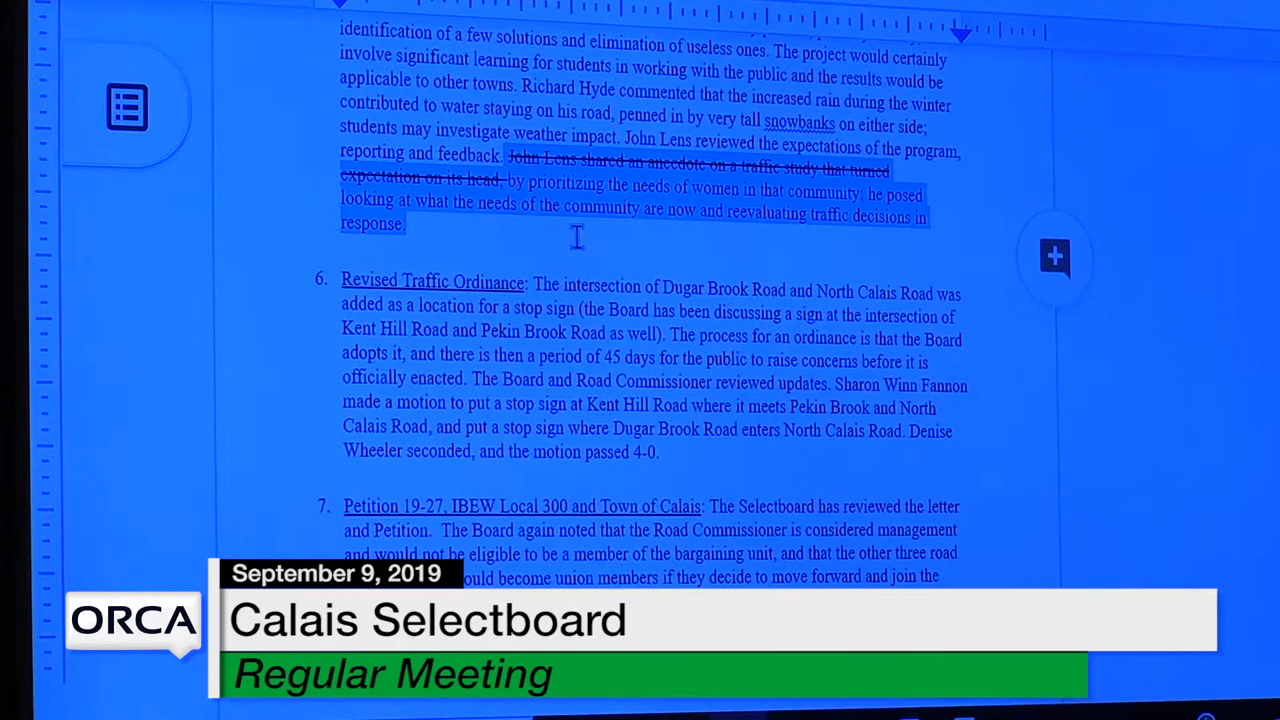 identification of a few solutions and elimination of useless ones. The project would certainly
involve significant learning for students in working with the public and the results would be
applicable to other towns. Richard Hyde commented that the increased rain during the winter
contributed to water staying on his road, penned in by very tall snowbanks on either side;
students may investigate weather impact. John Lens reviewed the expectations of the program,
reporting and feedback. John Lens shared an anecdote on a traffic study that turned
expectation on its head, by prioritizing the needs of women in that community; he posed
looking at what the needs of the community are now and reevaluating traffic decisions in
response.
6. Revised Traffic Ordinance: The intersection of Dugar Brook Road and North Calais Road was
added as a location for a stop sign (the Board has been discussing a sign at the intersection of
Kent Hill Road and Pekin Brook Road as well). The process for an ordinance is that the Board
adopts it, and there is then a period of 45 days for the public to raise concerns before it is
officially enacted. The Board and Road Commissioner reviewed updates. Sharon Winn Fannon
made a motion to put a stop sign at Kent Hill Road where it meets Pekin Brook and North
Calais Road, and put a stop sign where Dugar Brook Road enters North Calais Road. Denise
Wheeler seconded, and the motion passed 4-0.
7. Petition 19-27, IBEW Local 300 and Town of Calais: The Selectboard has reviewed the letter
and Petition. The Board again noted that the Road Commissioner is considered management
and would not be eligible to be a member of the bargaining unit, and that the other three road
become union members if they decide to move forward and join the
September 9, 2019
ORCA
Calais Selectboard
Regular Meeting